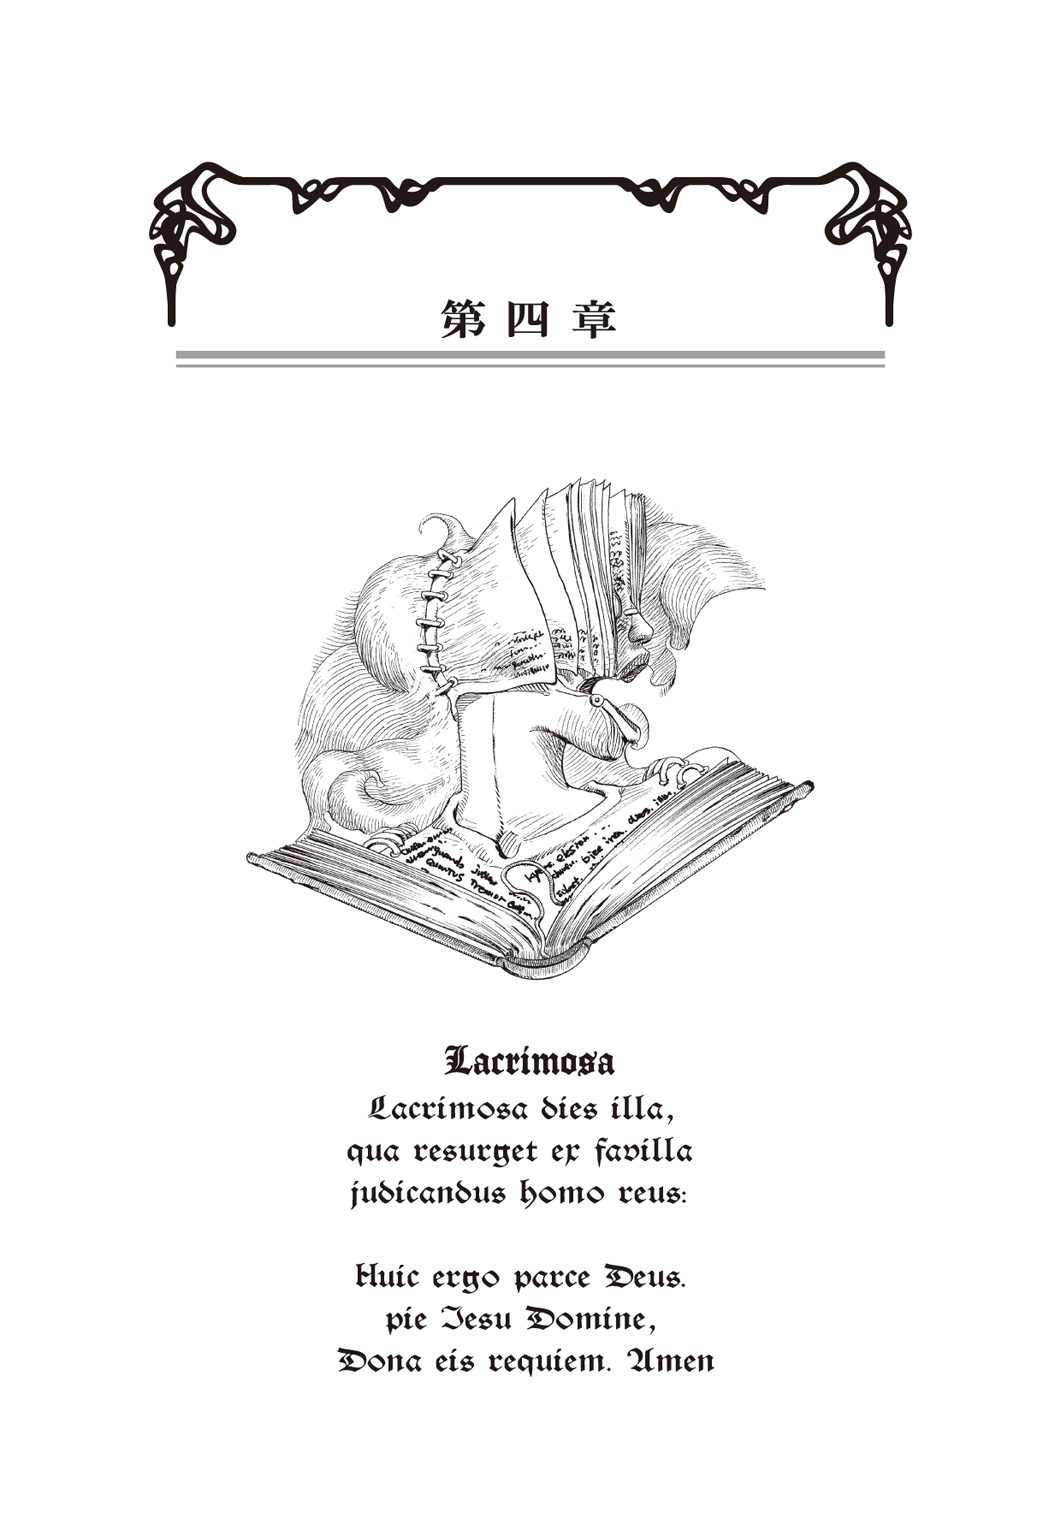 第四章
Lacrimosa
Lacrimosa dies illa,
qua resurget ex favilla
judicandus homo reus:
Huic ergo parce Deus.
pie Iesu Domine,
Dona eis requiem. Amen